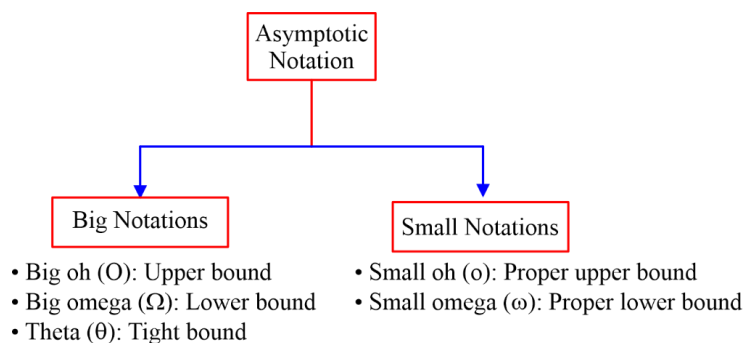 Asymptotic
Notation
Big Notations
• Big oh (O): Upper bound
• Big omega (Ω): Lower bound
• Theta (θ): Tight bound
Small Notations
• Small oh (o): Proper upper bound
• Small omega (ω): Proper lower bound